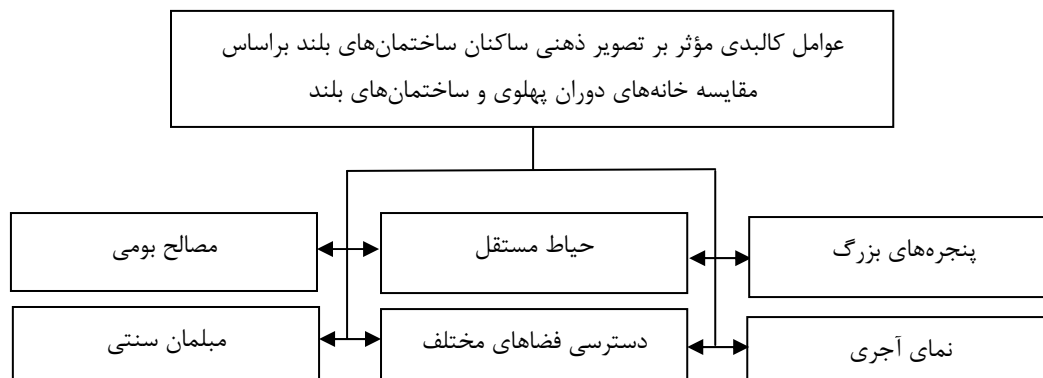 عوامل کالبدی مؤثر بر تصویر ذهنی ساکنان ساختمان‌های بلند براساس
مقایسه خانه‌های دوران پهلوی و ساختمان‌های بلند
پنجره‌های بزرگ
حیاط مستقل
مصالح بومی
نمای آجری
دسترسی فضاهای مختلف
مبلمان سنتی